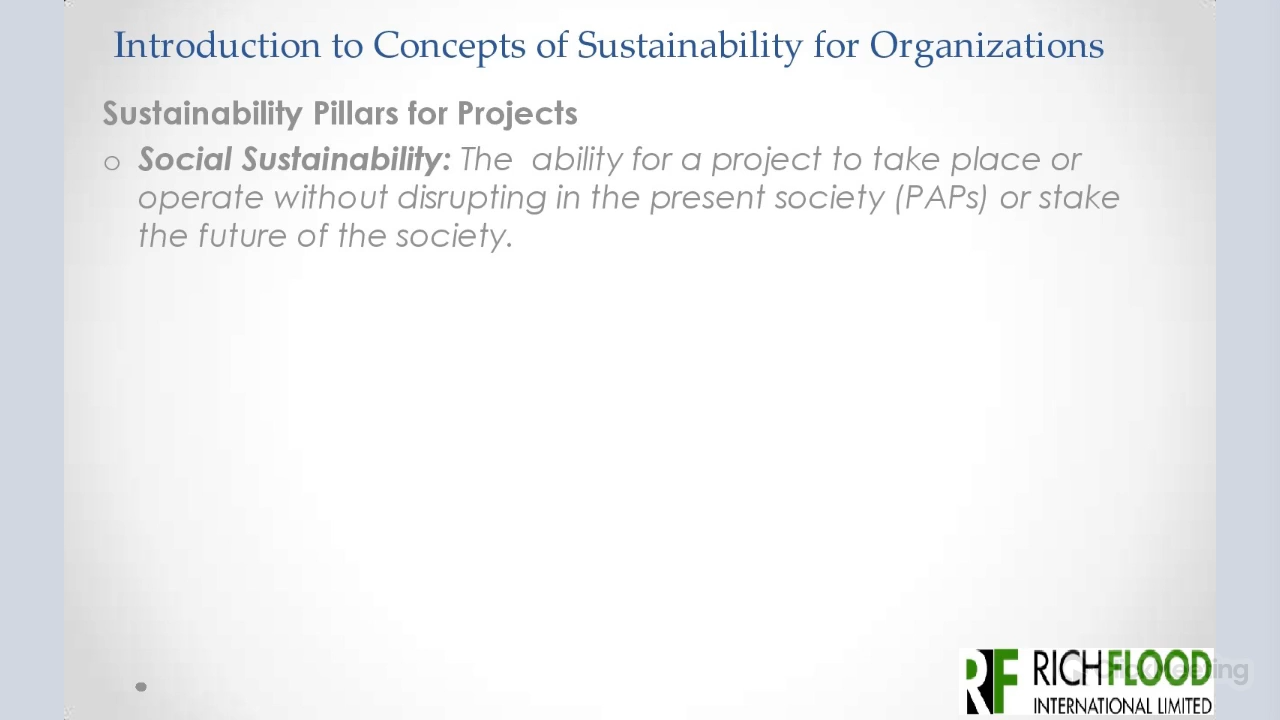 Introduction to Concepts of Sustainability for Organizations
Sustainability Pillars for Projects
o Social Sustainability: The ability for a project to take place or
operate without disrupting in the present society (PAPs) or stake
the future of the society.
RF RICHFLOOD
ClickMeeting
INTERNATIONAL LIMITED